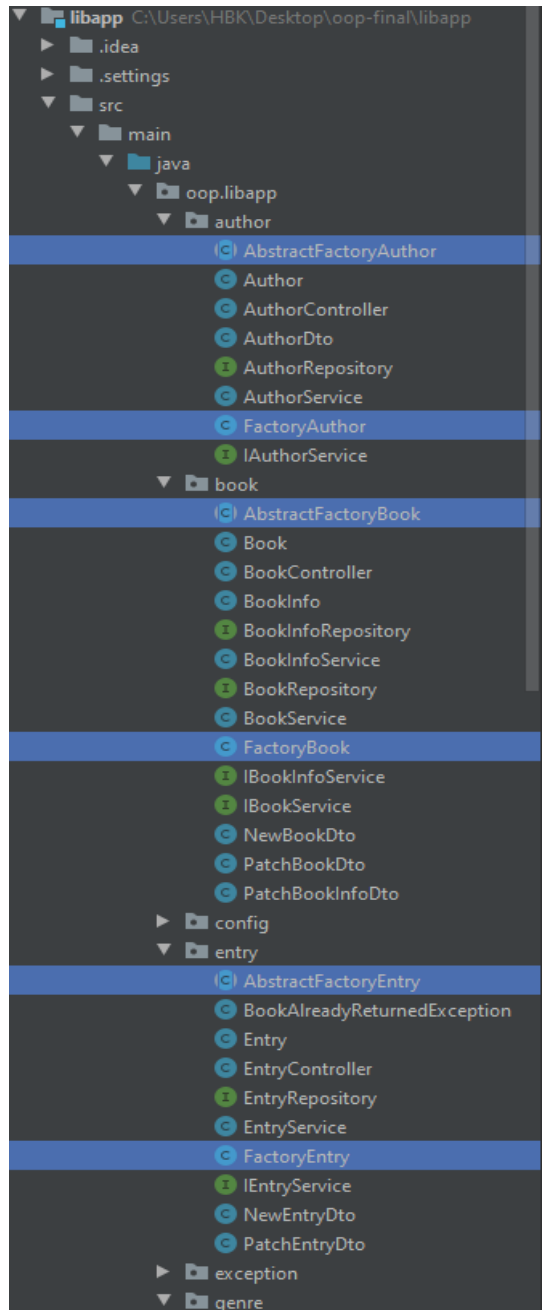 libapp C:\Users\HBK\Desktop\oop-final\libapp
.idea
.settings
src
main
java
oop.libapp
author
AbstractFactoryAuthor
Author
AuthorController
AuthorDto
AuthorRepository
AuthorService
FactoryAuthor
IAuthorService
book
AbstractFactoryBook
Book
BookController
BookInfo
BookInfoRepository
BookInfoService
BookRepository
BookService
FactoryBook
IBookInfoService
IBookService
NewBookDto
PatchBookDto
PatchBookInfoDto
config
entry
AbstractFactoryEntry
BookAlreadyReturnedException
Entry
EntryController
EntryRepository
EntryService
FactoryEntry
IEntryService
NewEntryDto
PatchEntryDto
exception
genre